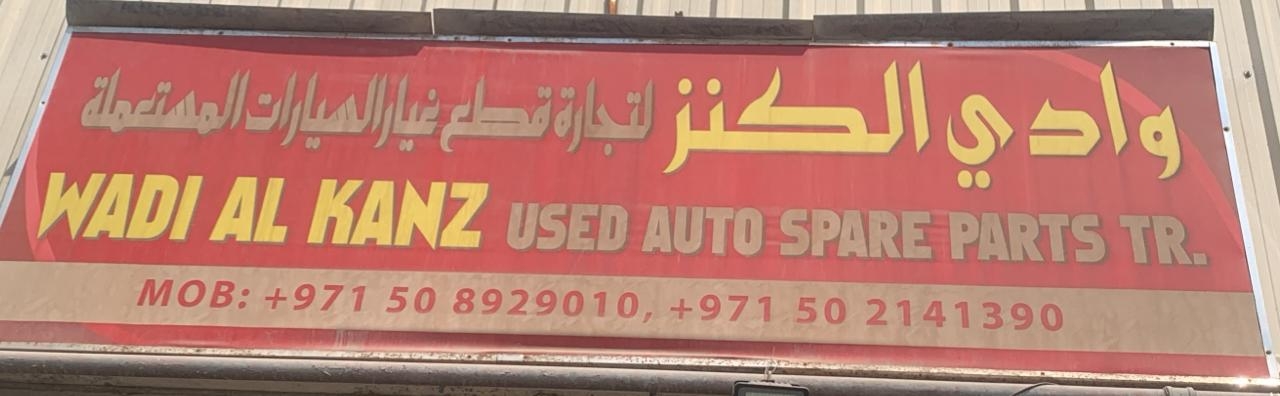 وادي الكنز لتجارة قطع غيار السيارات المستعملة
WADI AL KANZ USED AUTO SPARE PARTS TR.
MOB: +971 50 8929010, +971 50 2141390